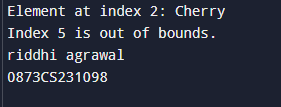 Element at index 2: Cherry
Index 5 is out of bounds.
riddhi agrawal
0873CS231098